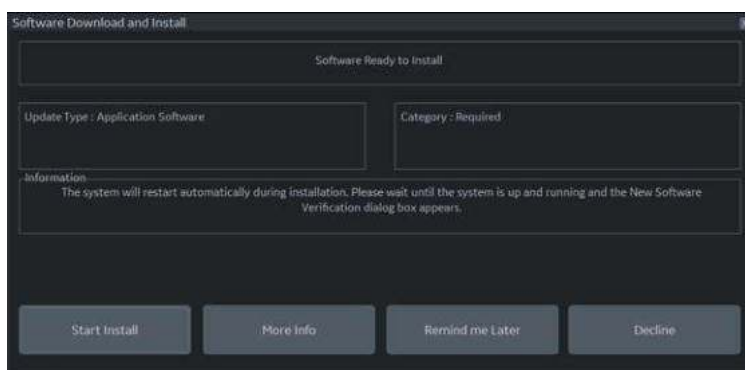 Software Download and Install
Software Ready to Install
Update Type : Application Software
Category : Required
Information
The system will restart automatically during installation. Please wait until the system is up and running and the New Software
Verification dialog box appears.
Start Install
More Info
Remind me Later
Decline